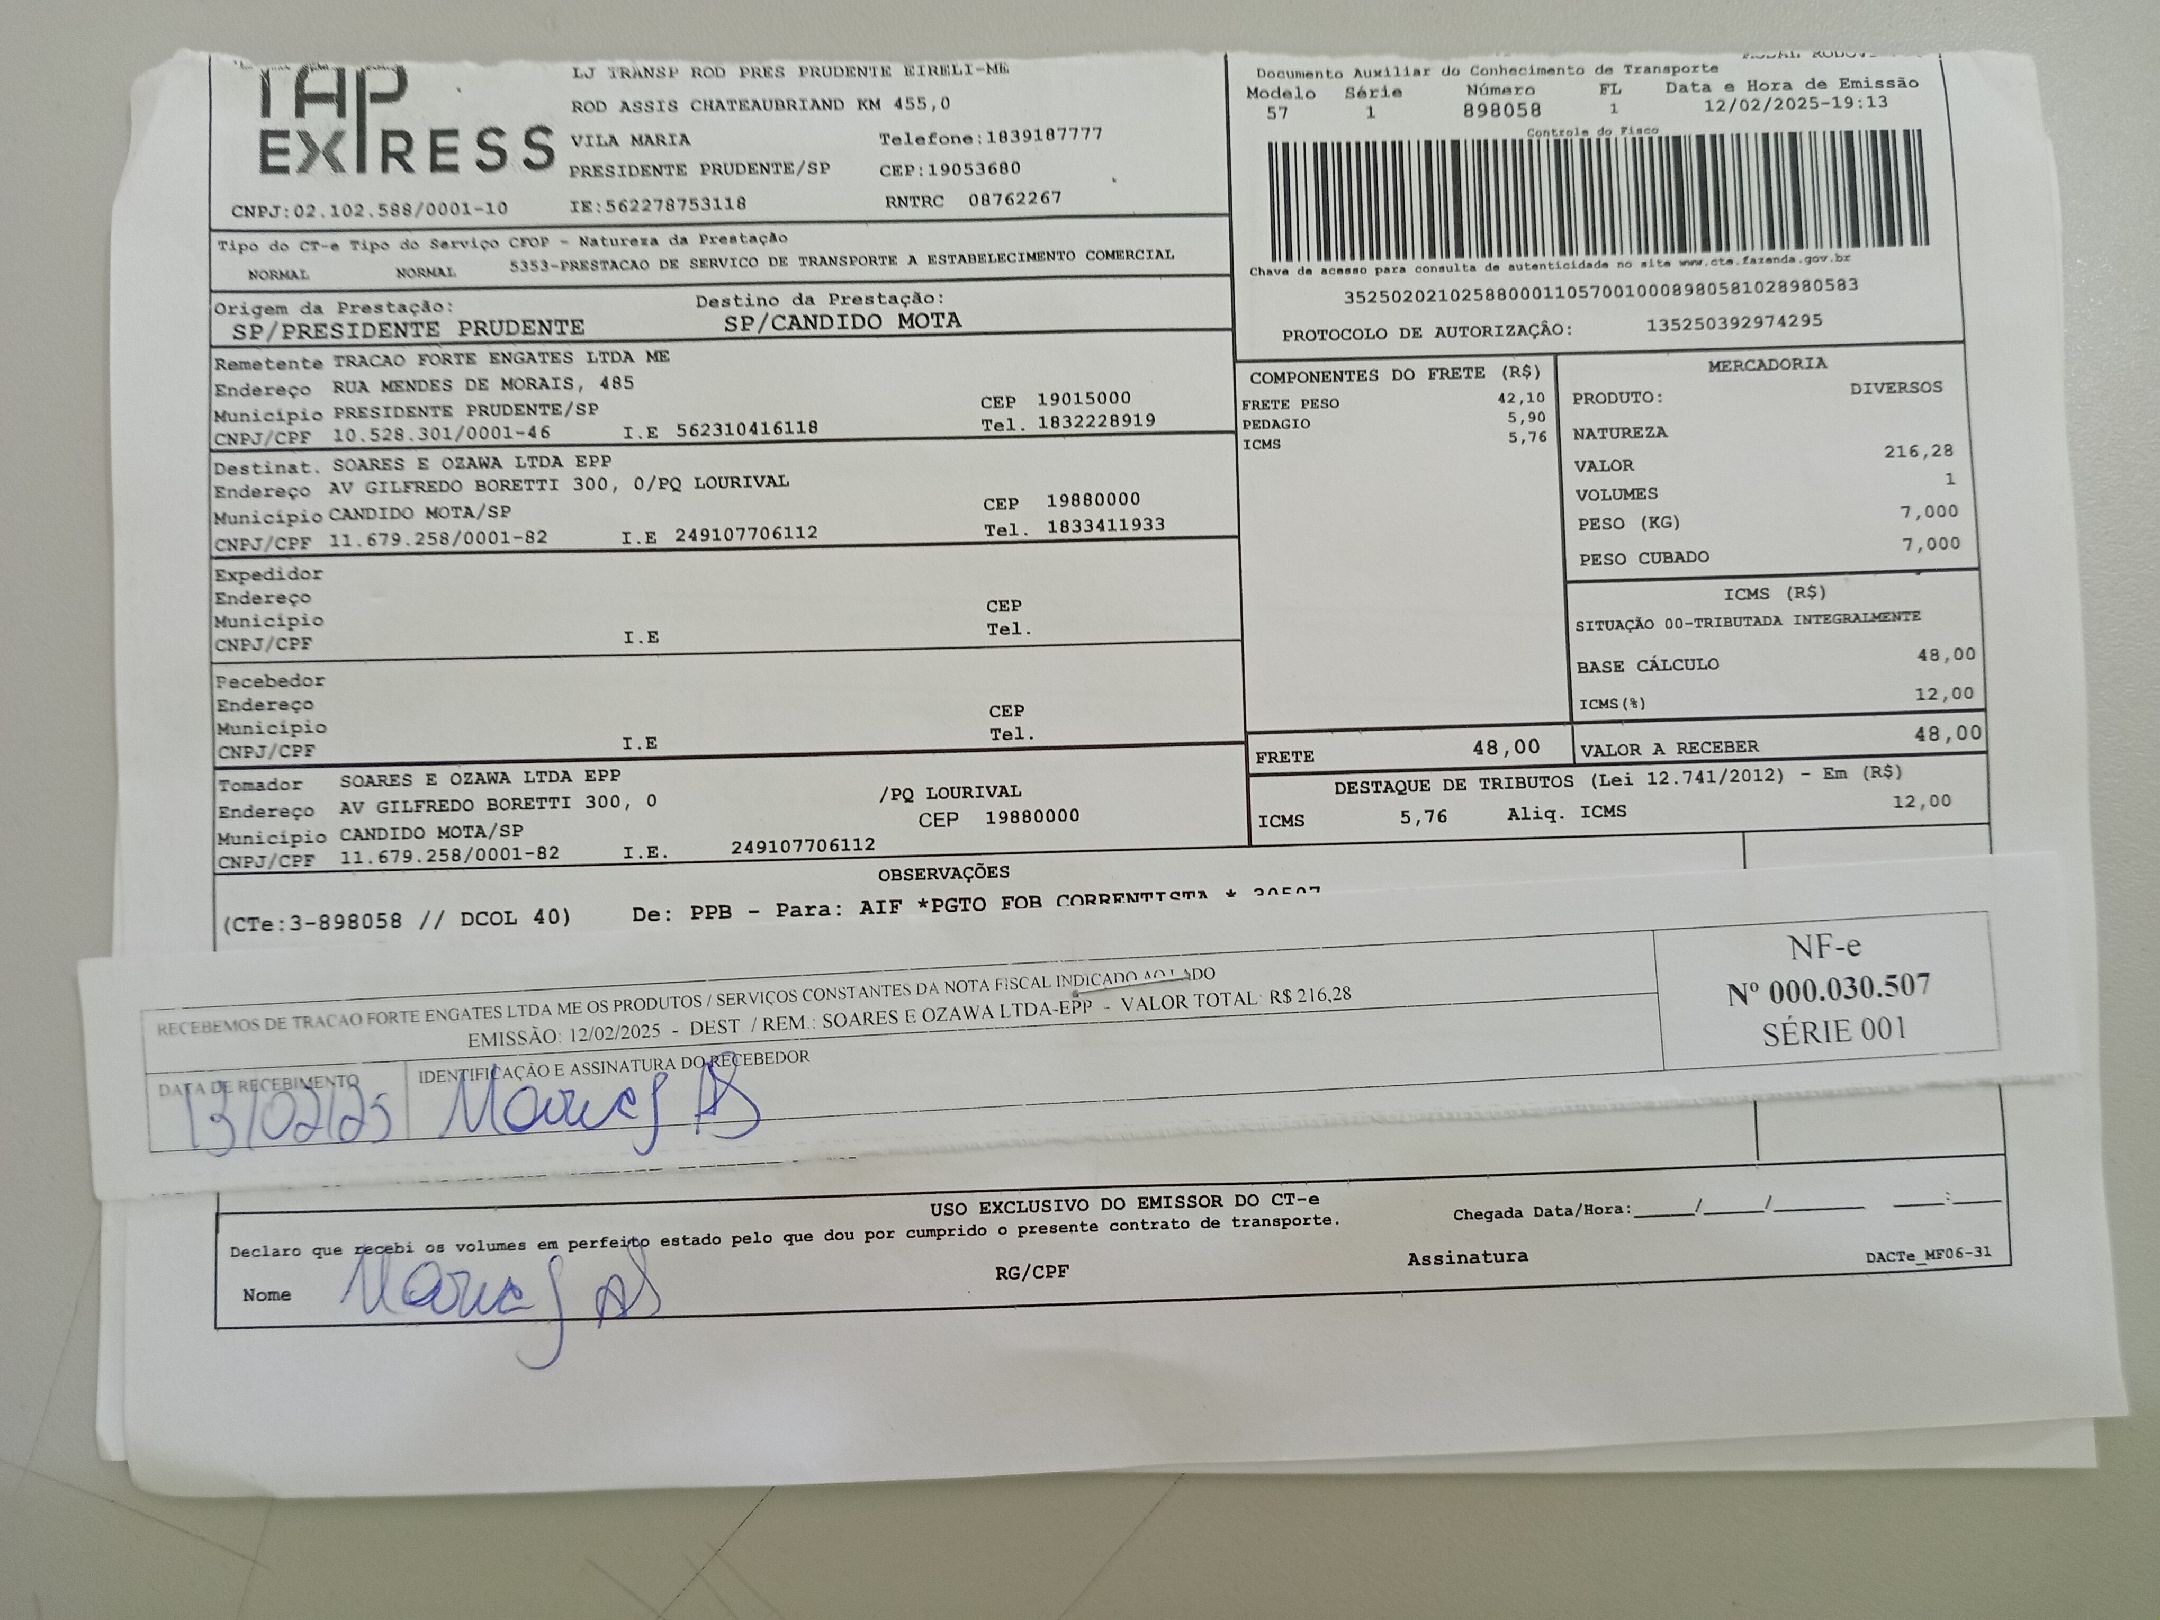 TAP
EXPRESS
LJ TRANSP ROD PRES PRUDENTE EIRELI-ME
ROD ASSIS CHATEAUBRIAND KM 455,0
VILA MARIA Telefone:1839187777
PRESIDENTE PRUDENTE/SP CEP:19053680
CNPJ:02.102.588/0001-10 IE:562278753118 RNTRC 08762267
Documento Auxiliar do Conhecimento de Transporte
Modelo Série Número FL Data e Hora de Emissão
57 1 898058 1 12/02/2025-19:13
Controle do Fisco
Chave de acesso para consulta de autenticidade no site www.cte.fazenda.gov.br
35250202102588000110570010008980581028980583
PROTOCOLO DE AUTORIZAÇÂO: 135250392974295
Tipo do CT-e Tipo do Serviço CFOP - Natureza da Prestação
NORMAL NORMAL 5353-PRESTACAO DE SERVICO DE TRANSPORTE A ESTABELECIMENTO COMERCIAL
Origem da Prestação: Destino da Prestação:
SP/PRESIDENTE PRUDENTE SP/CANDIDO MOTA
Remetente TRACAO FORTE ENGATES LTDA ME
Endereço RUA MENDES DE MORAIS, 485
Município PRESIDENTE PRUDENTE/SP CEP 19015000
CNPJ/CPF 10.528.301/0001-46 I.E 562310416118 Tel. 1832228919
Destinat. SOARES E OZAWA LTDA EPP
Endereço AV GILFREDO BORETTI 300, 0/PQ LOURIVAL
Município CANDIDO MOTA/SP CEP 19880000
CNPJ/CPF 11.679.258/0001-82 I.E 249107706112 Tel. 1833411933
Expedidor
Endereço
Município CEP
CNPJ/CPF I.E Tel.
Recebedor
Endereço
Município CEP
CNPJ/CPF I.E Tel.
Tomador SOARES E OZAWA LTDA EPP
Endereço AV GILFREDO BORETTI 300, 0 /PQ LOURIVAL
Município CANDIDO MOTA/SP CEP 19880000
CNPJ/CPF 11.679.258/0001-82 I.E. 249107706112
COMPONENTES DO FRETE (R$)
FRETE PESO 42,10
PEDAGIO 5,90
ICMS 5,76
MERCADORIA
PRODUTO: DIVERSOS
NATUREZA
VALOR 216,28
VOLUMES 1
PESO (KG) 7,000
PESO CUBADO 7,000
ICMS (R$)
SITUAÇÃO 00-TRIBUTADA INTEGRALMENTE
BASE CÁLCULO 48,00
ICMS(%) 12,00
FRETE 48,00 VALOR A RECEBER 48,00
DESTAQUE DE TRIBUTOS (Lei 12.741/2012) - Em (R$)
ICMS 5,76 Aliq. ICMS 12,00
OBSERVAÇÕES
(CTe:3-898058 // DCOL 40) De: PPB - Para: AIF *PGTO FOB CORRENTISTA * 30507
RECEBEMOS DE TRACAO FORTE ENGATES LTDA ME OS PRODUTOS / SERVIÇOS CONSTANTES DA NOTA FISCAL INDICADO AO LADO
EMISSÃO: 12/02/2025 - DEST. / REM.: SOARES E OZAWA LTDA-EPP - VALOR TOTAL: R$ 216,28
DATA DE RECEBIMENTO IDENTIFICAÇÃO E ASSINATURA DO RECEBEDOR
13/02/25
NF-e
Nº 000.030.507
SÉRIE 001
USO EXCLUSIVO DO EMISSOR DO CT-e
Declaro que recebi os volumes em perfeito estado pelo que dou por cumprido o presente contrato de transporte.
Chegada Data/Hora:____/____/______ ____:____
Nome RG/CPF Assinatura DACTe_MF06-31